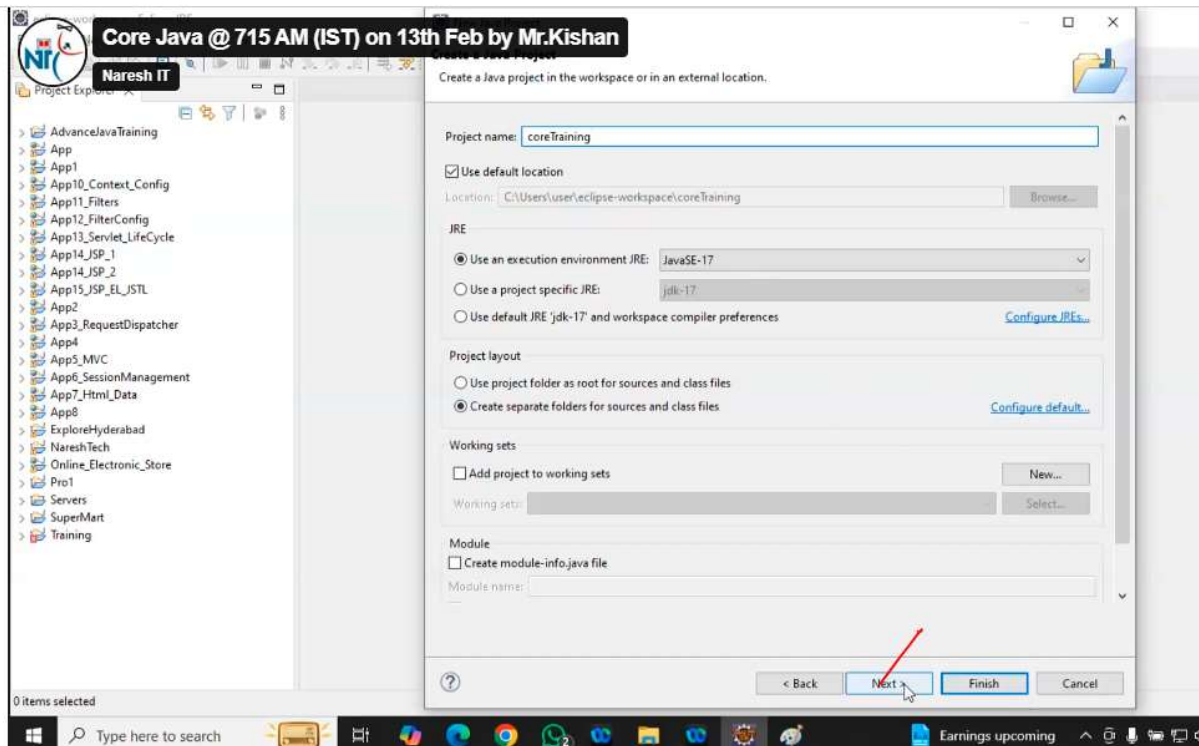 Core Java @ 715 AM (IST) on 13th Feb by Mr.Kishan
Naresh IT
Create a Java project in the workspace or in an external location.
Project Explorer
AdvanceJavaTraining
App
App1
App10_Context_Config
App11_Filters
App12_FilterConfig
App13_Servlet_LifeCycle
App14_JSP_1
App14_JSP_2
App15_JSP_EL_JSTL
App2
App3_RequestDispatcher
App4
App5_MVC
App6_SessionManagement
App7_Html_Data
App8
ExploreHyderabad
NareshTech
Online_Electronic_Store
Pro1
Servers
SuperMart
Training
0 items selected
Project name: coreTraining
Use default location
Location: C:\Users\user\eclipse-workspace\coreTraining Browse...
JRE
Use an execution environment JRE: JavaSE-17
Use a project specific JRE: jdk-17
Use default JRE 'jdk-17' and workspace compiler preferences Configure JREs...
Project layout
Use project folder as root for sources and class files
Create separate folders for sources and class files Configure default...
Working sets
Add project to working sets New...
Working sets: Select...
Module
Create module-info.java file
Module name:
< Back Next > Finish Cancel
Type here to search 2 Earnings upcoming